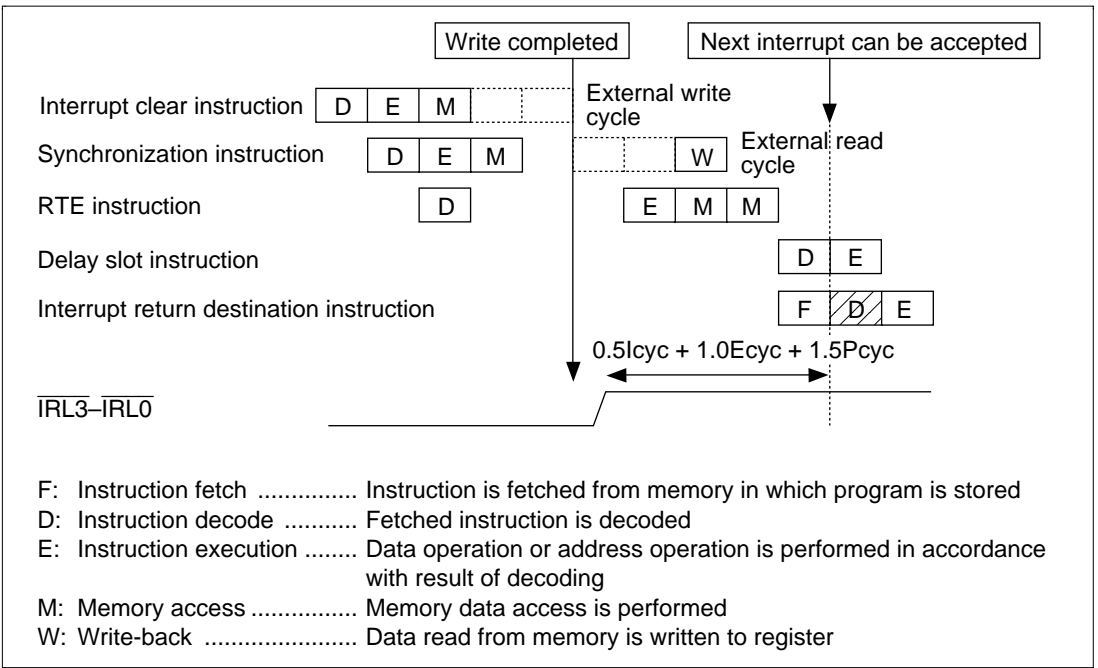 Write completed Next interrupt can be accepted
Interrupt clear instruction D E M External write
cycle
Synchronization instruction D E M W External read
cycle
RTE instruction D E M M
Delay slot instruction D E
Interrupt return destination instruction F D E
0.5Icyc + 1.0Ecyc + 1.5Pcyc
IRL3–IRL0
F: Instruction fetch ............... Instruction is fetched from memory in which program is stored
D: Instruction decode ........... Fetched instruction is decoded
E: Instruction execution ........ Data operation or address operation is performed in accordance
with result of decoding
M: Memory access ................ Memory data access is performed
W: Write-back ...................... Data read from memory is written to register